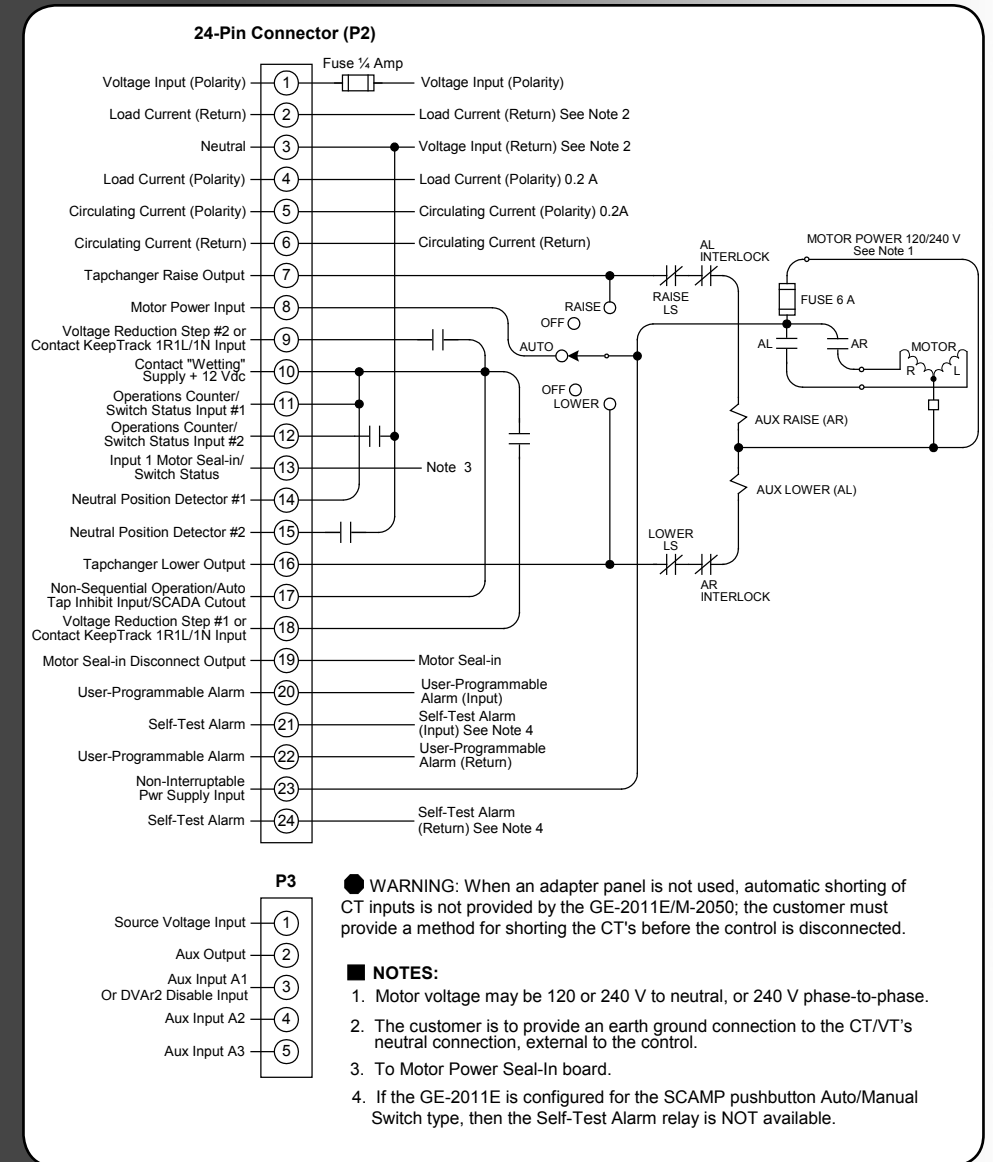 24-Pin Connector (P2)
Fuse ¼ Amp
Voltage Input (Polarity)
1
Voltage Input (Polarity)
Load Current (Return)
2
Load Current (Return) See Note 2
Neutral
3
Voltage Input (Return) See Note 2
Load Current (Polarity)
4
Load Current (Polarity) 0.2 A
Circulating Current (Polarity)
5
Circulating Current (Polarity) 0.2A
Circulating Current (Return)
6
Circulating Current (Return)
Tapchanger Raise Output
7
Motor Power Input
8
Voltage Reduction Step #2 or
Contact KeepTrack 1R1L/1N Input
9
Contact "Wetting"
Supply + 12 Vdc
10
Operations Counter/
Switch Status Input #1
11
Operations Counter/
Switch Status Input #2
12
Input 1 Motor Seal-in/
Switch Status
13
Note 3
Neutral Position Detector #1
14
Neutral Position Detector #2
15
Tapchanger Lower Output
16
Non-Sequential Operation/Auto
Tap Inhibit Input/SCADA Cutout
17
Voltage Reduction Step #1 or
Contact KeepTrack 1R1L/1N Input
18
Motor Seal-in Disconnect Output
19
Motor Seal-in
User-Programmable Alarm
20
User-Programmable
Alarm (Input)
Self-Test Alarm
21
Self-Test Alarm
(Input) See Note 4
User-Programmable Alarm
22
User-Programmable
Alarm (Return)
Non-Interruptable
Pwr Supply Input
23
Self-Test Alarm
24
Self-Test Alarm
(Return) See Note 4
RAISE
OFF
AUTO
OFF
LOWER
RAISE
LS
AL
INTERLOCK
MOTOR POWER 120/240 V
See Note 1
FUSE 6 A
AL
AR
MOTOR
R
L
AUX RAISE (AR)
AUX LOWER (AL)
LOWER
LS
AR
INTERLOCK
P3
Source Voltage Input
1
Aux Output
2
Aux Input A1
Or DVAr2 Disable Input
3
Aux Input A2
4
Aux Input A3
5
WARNING: When an adapter panel is not used, automatic shorting of
CT inputs is not provided by the GE-2011E/M-2050; the customer must
provide a method for shorting the CT's before the control is disconnected.
NOTES:
1. Motor voltage may be 120 or 240 V to neutral, or 240 V phase-to-phase.
2. The customer is to provide an earth ground connection to the CT/VT's
neutral connection, external to the control.
3. To Motor Power Seal-In board.
4. If the GE-2011E is configured for the SCAMP pushbutton Auto/Manual
Switch type, then the Self-Test Alarm relay is NOT available.